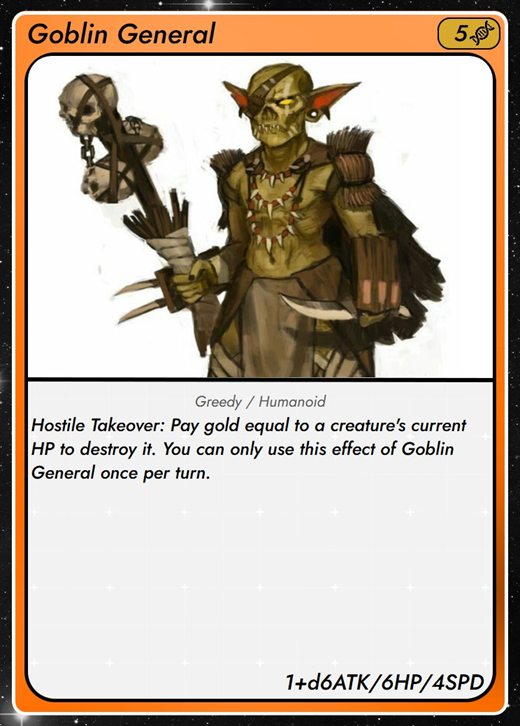 Goblin General
5
Greedy / Humanoid
Hostile Takeover: Pay gold equal to a creature's current
HP to destroy it. You can only use this effect of Goblin
General once per turn.
1+d6ATK/6HP/4SPD